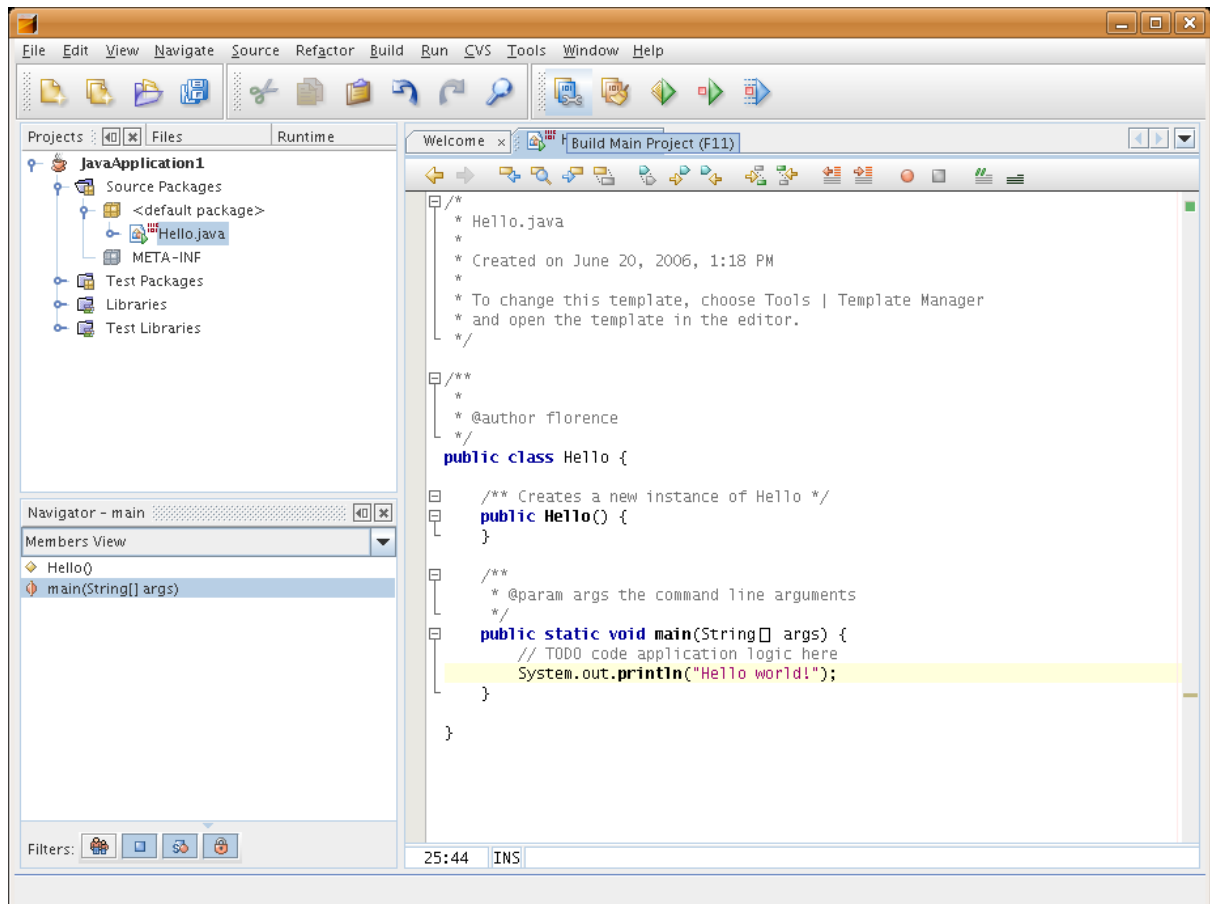 File Edit View Navigate Source Refactor Build Run CVS Tools Window Help
Projects Files Runtime
JavaApplication1
Source Packages
<default package>
Hello.java
META-INF
Test Packages
Libraries
Test Libraries
Navigator - main
Members View
Hello()
main(String[] args)
Filters:
Welcome H
Build Main Project (F11)
/*
* Hello.java
*
* Created on June 20, 2006, 1:18 PM
*
* To change this template, choose Tools | Template Manager
* and open the template in the editor.
*/
/**
*
* @author florence
*/
public class Hello {
/** Creates a new instance of Hello */
public Hello() {
}
/**
* @param args the command line arguments
*/
public static void main(String[] args) {
// TODO code application logic here
System.out.println("Hello world!");
}
}
25:44 INS